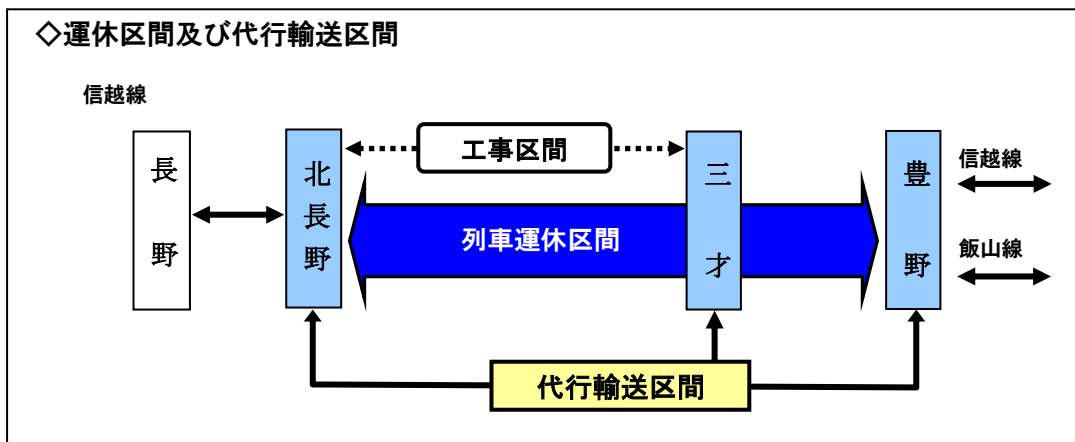 ◇運休区間及び代行輸送区間
信越線
長野
北長野
工事区間
三才
豊野
信越線
列車運休区間
飯山線
代行輸送区間